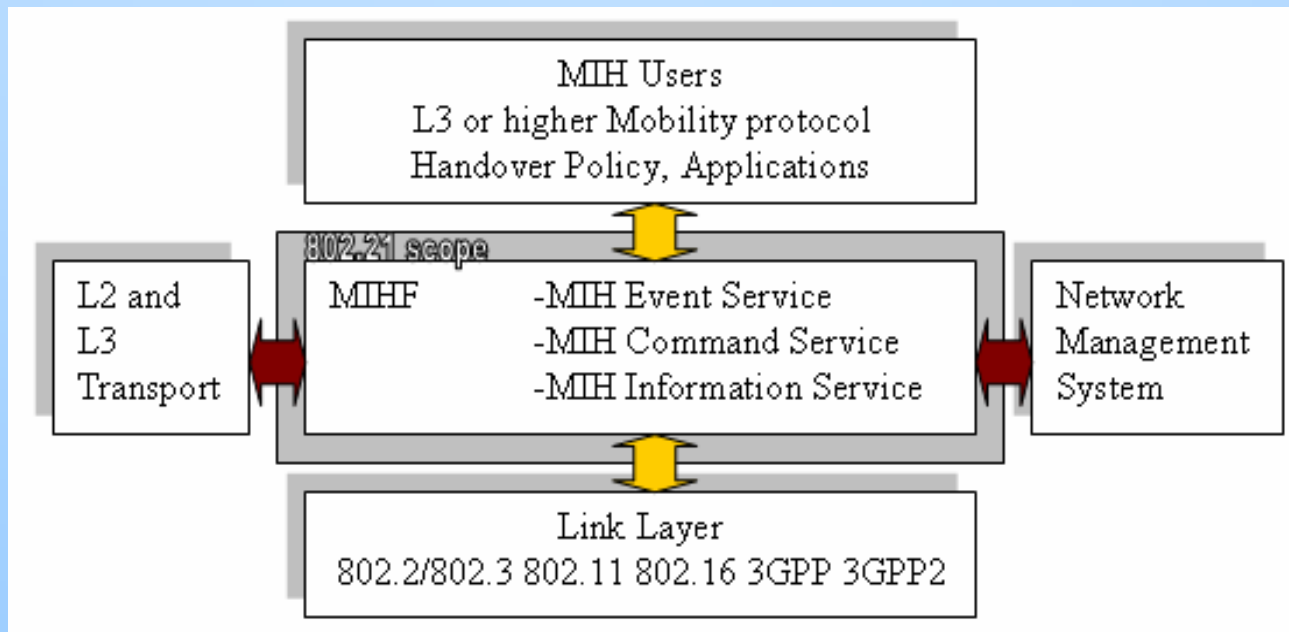 MIH Users
L3 or higher Mobility protocol
Handover Policy, Applications
802.21 scope
L2 and
L3
Transport
MIHF -MIH Event Service
-MIH Command Service
-MIH Information Service
Network
Management
System
Link Layer
802.2/802.3 802.11 802.16 3GPP 3GPP2